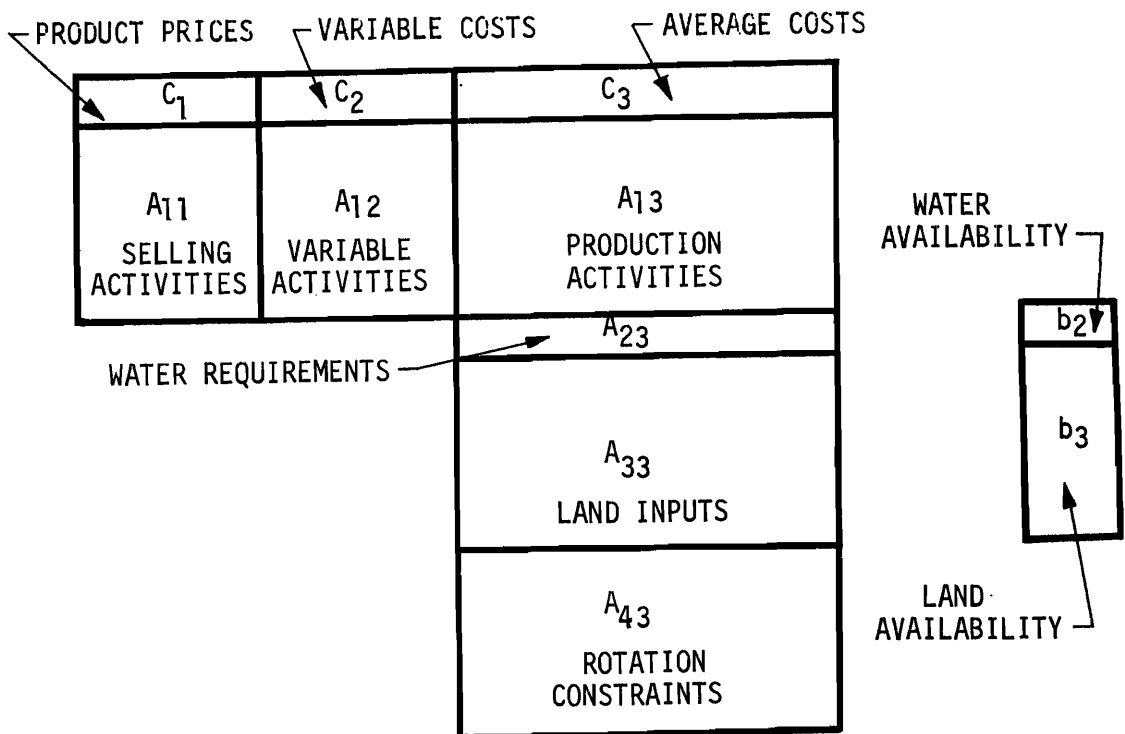 PRODUCT PRICES
VARIABLE COSTS
AVERAGE COSTS
C1
C2
C3
A11
SELLING
ACTIVITIES
A12
VARIABLE
ACTIVITIES
A13
PRODUCTION
ACTIVITIES
WATER
AVAILABILITY
A23
b2
WATER REQUIREMENTS
A33
LAND INPUTS
b3
A43
ROTATION
CONSTRAINTS
LAND
AVAILABILITY